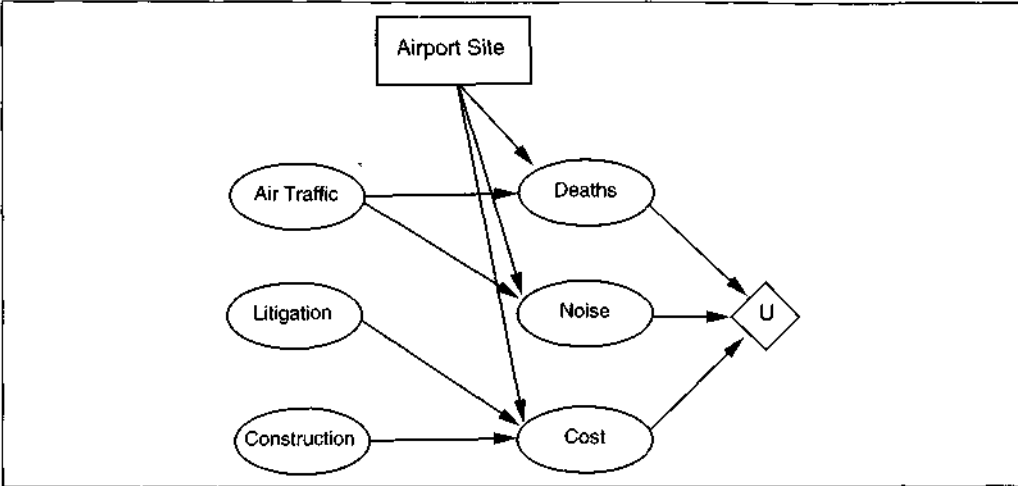 Airport Site
Air Traffic
Deaths
Litigation
Noise
U
Construction
Cost